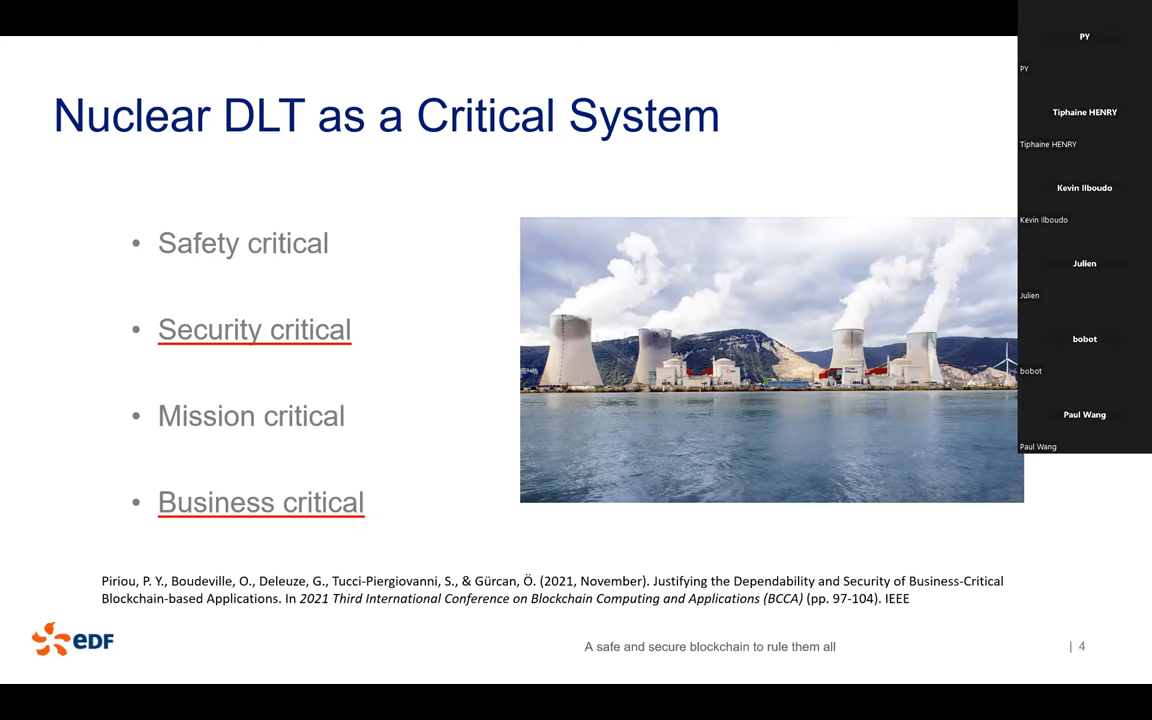 Nuclear DLT as a Critical System
• Safety critical
• Security critical
• Mission critical
• Business critical
Piriou, P. Y., Boudeville, O., Deleuze, G., Tucci-Piergiovanni, S., & Gürcan, Ö. (2021, November). Justifying the Dependability and Security of Business-Critical
Blockchain-based Applications. In 2021 Third International Conference on Blockchain Computing and Applications (BCCA) (pp. 97-104). IEEE
eDF
A safe and secure blockchain to rule them all
| 4
PY
PY
Tiphaine HENRY
Tiphaine HENRY
Kevin Ilboudo
Kevin Ilboudo
Julien
Julien
bobot
bobot
Paul Wang
Paul Wang